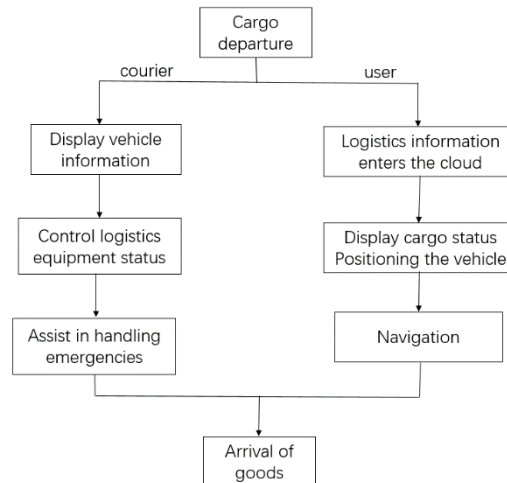 Cargo
departure
courier
user
Display vehicle
information
Logistics information
enters the cloud
Control logistics
equipment status
Display cargo status
Positioning the vehicle
Assist in handling
emergencies
Navigation
Arrival of
goods